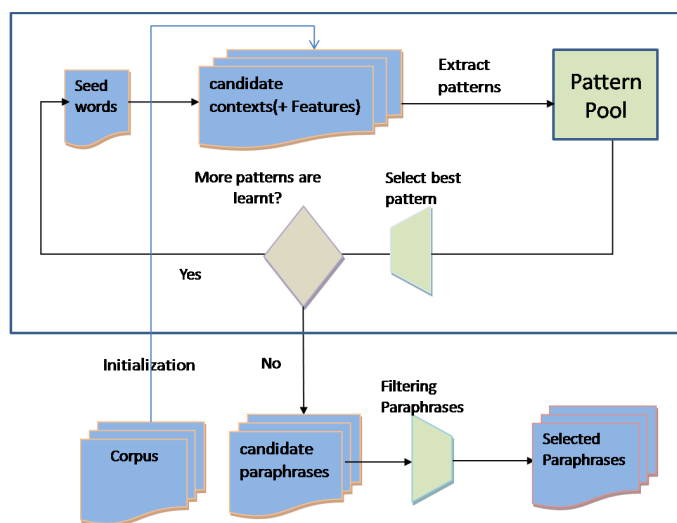 Seed
words
candidate
contexts(+ Features)
Extract
patterns
Pattern
Pool
More patterns are
learnt?
Select best
pattern
Yes
Initialization
No
Filtering
Paraphrases
Corpus
candidate
paraphrases
Selected
Paraphrases